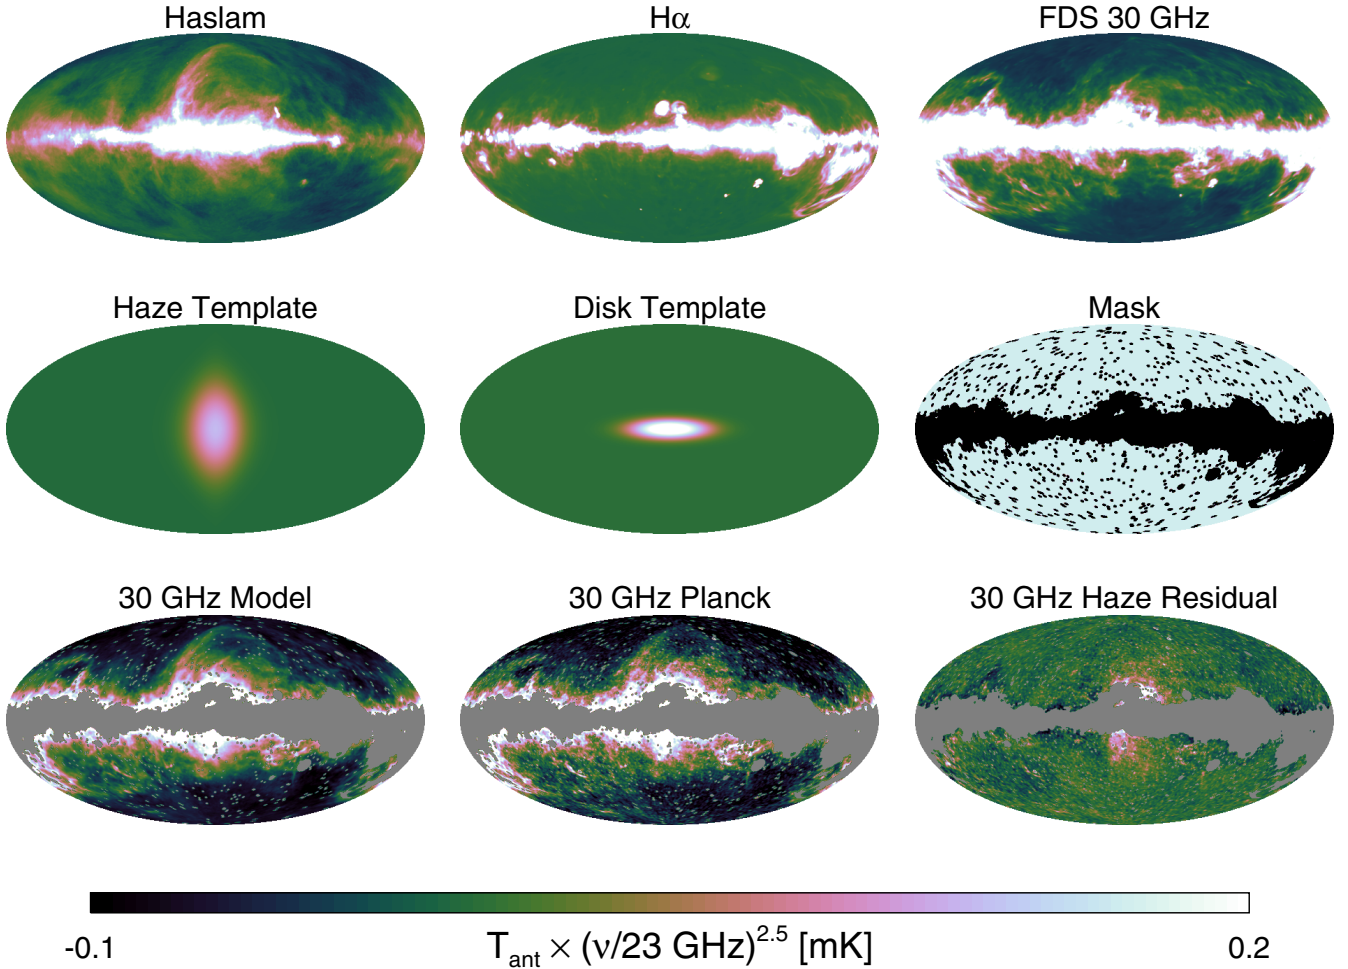 Haslam
Hα
FDS 30 GHz
Haze Template
Disk Template
Mask
30 GHz Model
30 GHz Planck
30 GHz Haze Residual
-0.1
T_ant × (ν/23 GHz)^2.5 [mK]
0.2